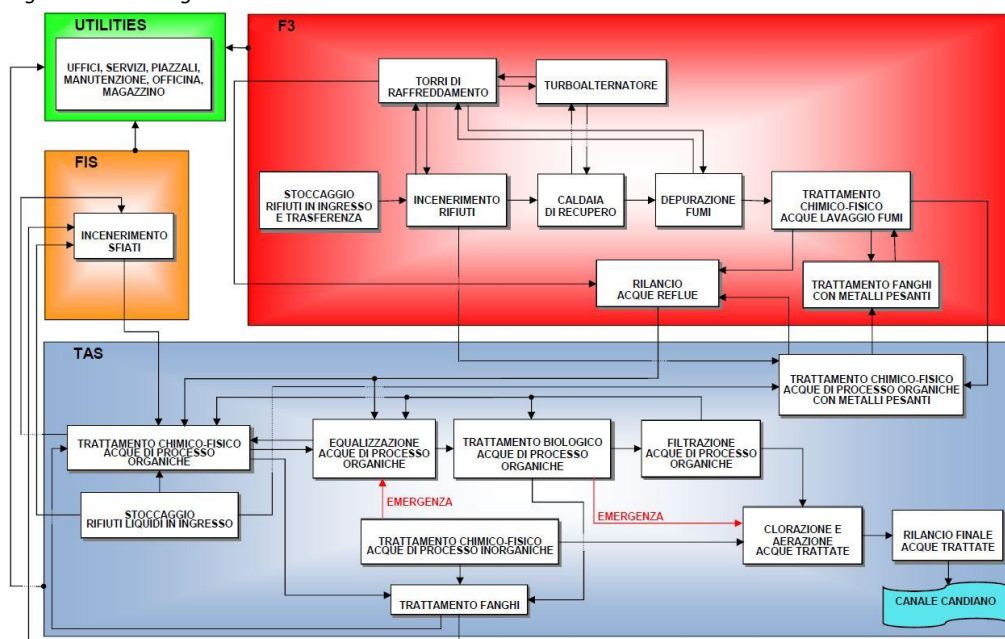 UTILITIES
UFFICI, SERVIZI, PIAZZALI,
MANUTENZIONE, OFFICINA,
MAGAZZINO
F3
TORRI DI
RAFFREDDAMENTO
TURBOALTERNATORE
FIS
INCENERIMENTO
SFIATI
STOCCAGGIO
RIFIUTI IN INGRESSO
E TRASFERENZA
INCENERIMENTO
RIFIUTI
CALDAIA
DI RECUPERO
DEPURAZIONE
FUMI
TRATTAMENTO
CHIMICO-FISICO
ACQUE LAVAGGIO FUMI
RILANCIO
ACQUE REFLUE
TRATTAMENTO FANGHI
CON METALLI PESANTI
TAS
TRATTAMENTO CHIMICO-FISICO
ACQUE DI PROCESSO ORGANICHE
CON METALLI PESANTI
TRATTAMENTO CHIMICO-FISICO
ACQUE DI PROCESSO
ORGANICHE
EQUALIZZAZIONE
ACQUE DI PROCESSO
ORGANICHE
TRATTAMENTO BIOLOGICO
ACQUE DI PROCESSO
ORGANICHE
FILTRAZIONE
ACQUE DI PROCESSO
ORGANICHE
STOCCAGGIO
RIFIUTI LIQUIDI IN INGRESSO
EMERGENZA
EMERGENZA
TRATTAMENTO CHIMICO-FISICO
ACQUE DI PROCESSO INORGANICHE
CLORAZIONE E
AERAZIONE
ACQUE TRATTATE
RILANCIO FINALE
ACQUE TRATTATE
TRATTAMENTO FANGHI
CANALE CANDIANO